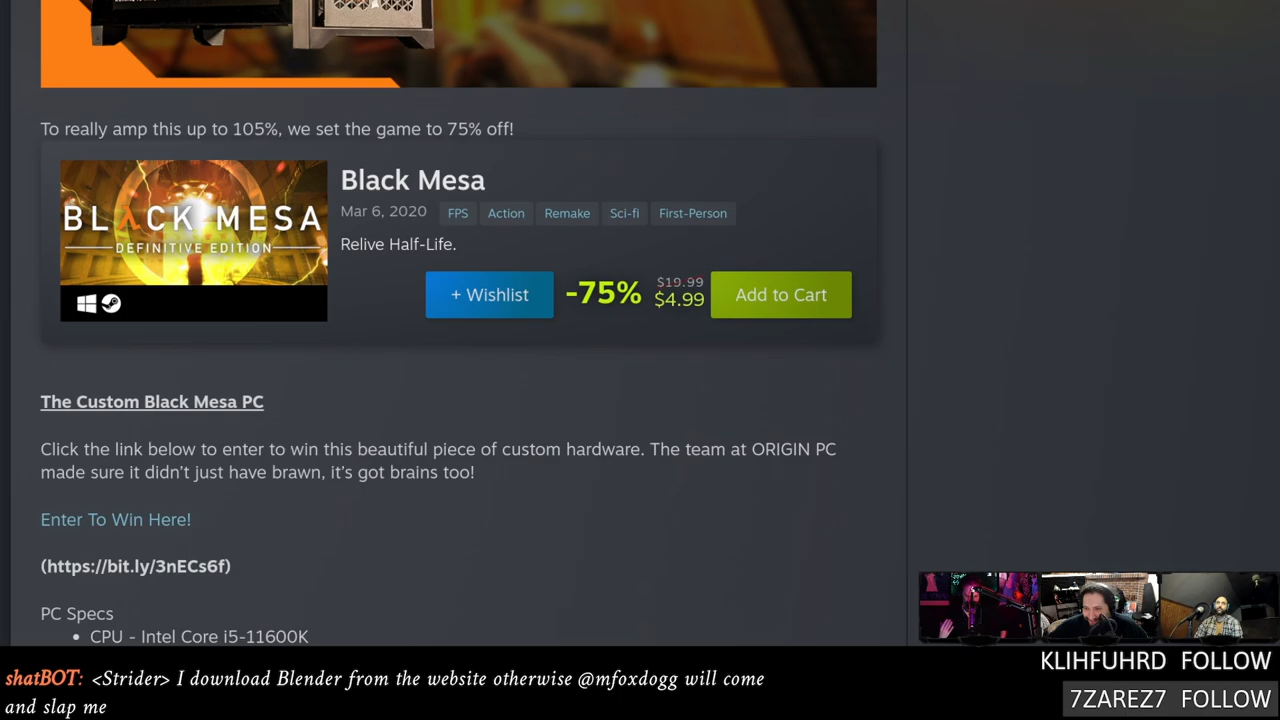 To really amp this up to 105%, we set the game to 75% off!
BLACK MESA
DEFINITIVE EDITION
Black Mesa
Mar 6, 2020 FPS Action Remake Sci-fi First-Person
Relive Half-Life.
+ Wishlist -75% $19.99 $4.99 Add to Cart
The Custom Black Mesa PC
Click the link below to enter to win this beautiful piece of custom hardware. The team at ORIGIN PC
made sure it didn't just have brawn, it's got brains too!
Enter To Win Here!
(https://bit.ly/3nECs6f)
PC Specs
• CPU - Intel Core i5-11600K
shatBOT: <Strider> I download Blender from the website otherwise @mfoxdogg will come
and slap me
KLIHFUHRD FOLLOW
7ZAREZ7 FOLLOW